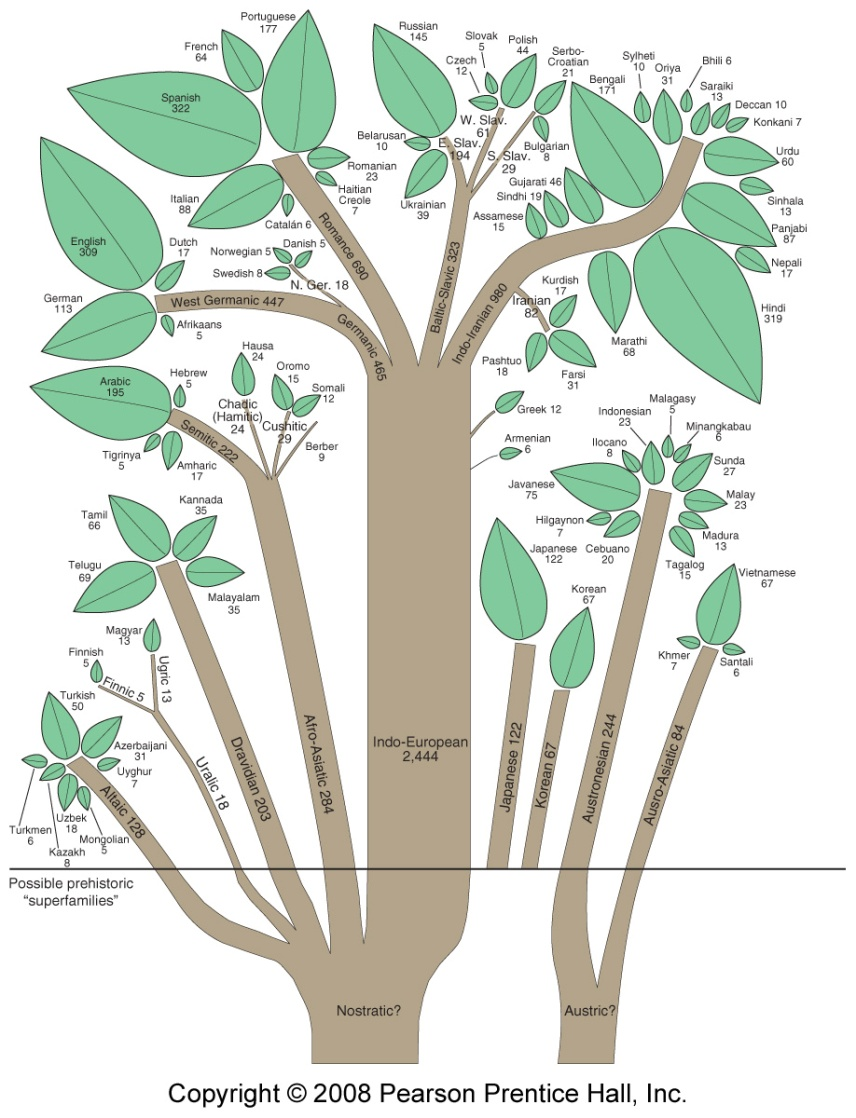 Portuguese
177
French
64
Spanish
322
Italian
88
Catalán 6
Romanian
23
Haitian
Creole
7
Romance 690
English
309
Dutch
17
German
113
Afrikaans
5
West Germanic 447
Norwegian 5
Danish 5
Swedish 8
N. Ger. 18
Germanic 465
Russian
145
Belarusan
10
Ukrainian
39
E. Slav.
194
Czech
12
Slovak
5
Polish
44
W. Slav.
61
Serbo-
Croatian
21
Bulgarian
8
S. Slav.
29
Baltic-Slavic 323
Bengali
171
Sylheti
10
Oriya
31
Bhili 6
Saraiki
13
Deccan 10
Konkani 7
Urdu
60
Sinhala
13
Panjabi
87
Nepali
17
Hindi
319
Marathi
68
Gujarati 46
Sindhi 19
Assamese
15
Kurdish
17
Iranian
82
Pashtuo
18
Farsi
31
Indo-Iranian 980
Greek 12
Armenian
6
Arabic
195
Hebrew
5
Tigrinya
5
Amharic
17
Semitic 222
Hausa
24
Chadic
(Hamitic)
24
Oromo
15
Somali
12
Cushitic
29
Berber
9
Tamil
66
Kannada
35
Telugu
69
Malayalam
35
Magyar
13
Ugric 13
Finnish
5
Finnic 5
Turkish
50
Azerbaijani
31
Uyghur
7
Uzbek
18
Mongolian
5
Turkmen
6
Kazakh
8
Altaic 128
Uralic 18
Dravidian 203
Afro-Asiatic 284
Indo-European
2,444
Japanese
122
Korean
67
Japanese 122
Korean 67
Javanese
75
Ilocano
8
Indonesian
23
Malagasy
5
Minangkabau
6
Sunda
27
Malay
23
Madura
13
Tagalog
15
Cebuano
20
Hilgaynon
7
Austronesian 244
Vietnamese
67
Khmer
7
Santali
6
Ausro-Asiatic 84
Possible prehistoric
“superfamilies”
Nostratic?
Austric?
Copyright © 2008 Pearson Prentice Hall, Inc.